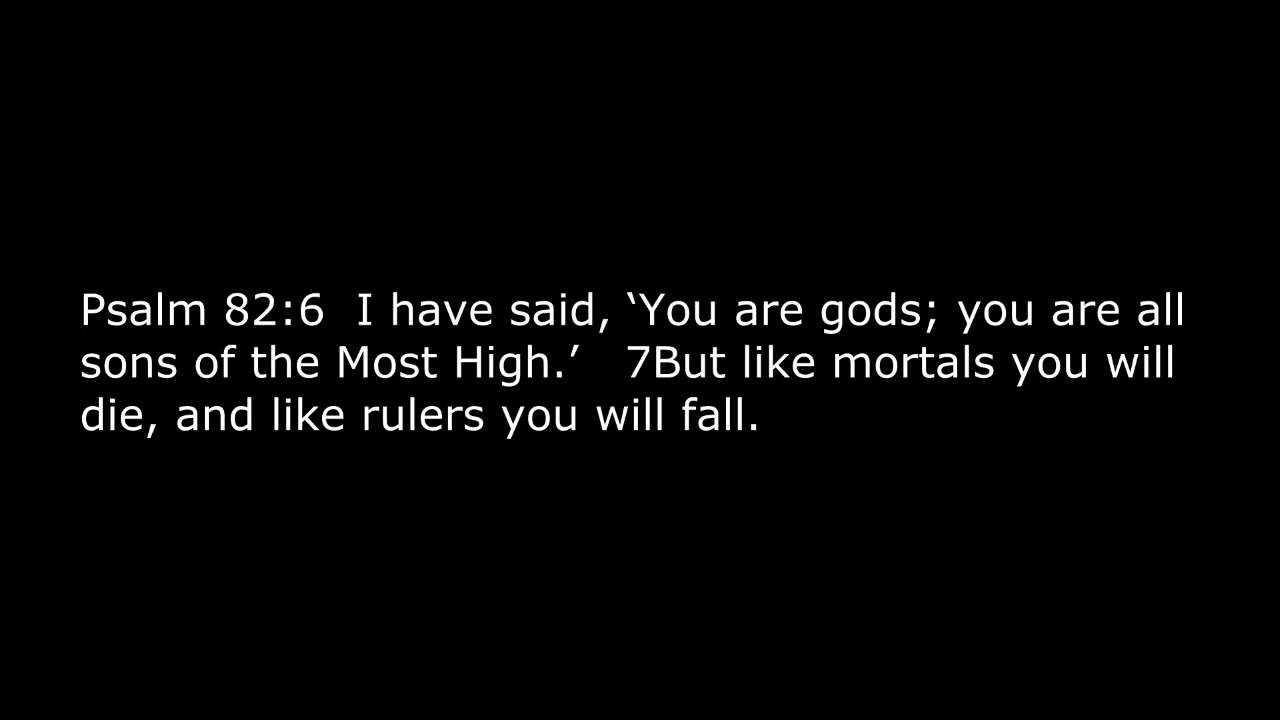 Psalm 82:6  I have said, ‘You are gods; you are all
sons of the Most High.’   7But like mortals you will
die, and like rulers you will fall.